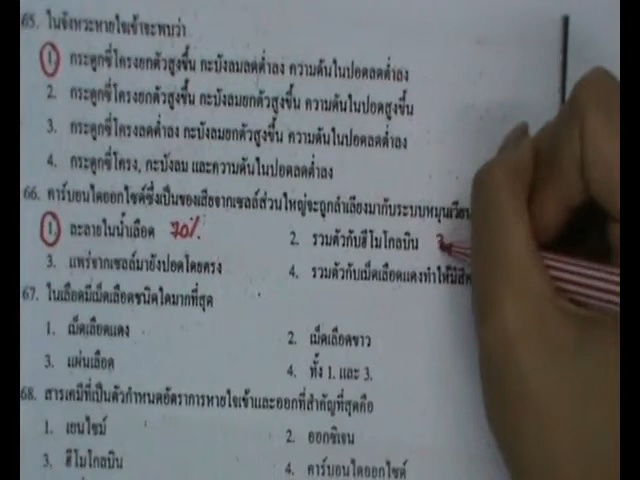 65. ในจังหวะหายใจเข้าจะพบว่า
1. กระดูกซี่โครงยกตัวสูงขึ้น กะบังลมลดต่ำลง ความดันในปอดลดต่ำลง
2. กระดูกซี่โครงยกตัวสูงขึ้น กะบังลมยกตัวสูงขึ้น ความดันในปอดสูงขึ้น
3. กระดูกซี่โครงลดต่ำลง กะบังลมยกตัวสูงขึ้น ความดันในปอดลดต่ำลง
4. กระดูกซี่โครง, กะบังลม และความดันในปอดลดต่ำลง
66. คาร์บอนไดออกไซด์ซึ่งเป็นของเสียจากเซลล์ส่วนใหญ่จะถูกลำเลียงมากับระบบหมุนเวียน
1. ละลายในน้ำเลือด 70% 2. รวมตัวกับฮีโมโกลบิน
3. แพร่จากเซลล์มายังปอดโดยตรง 4. รวมตัวกับเม็ดเลือดแดงทำให้มีสี
67. ในเลือดมีเม็ดเลือดชนิดใดมากที่สุด
1. เม็ดเลือดแดง 2. เม็ดเลือดขาว
3. แผ่นเลือด 4. ทั้ง 1. และ 3.
68. สารเคมีที่เป็นตัวกำหนดอัตราการหายใจเข้าและออกที่สำคัญที่สุดคือ
1. เอนไซม์ 2. ออกซิเจน
3. ฮีโมโกลบิน 4. คาร์บอนไดออกไซด์